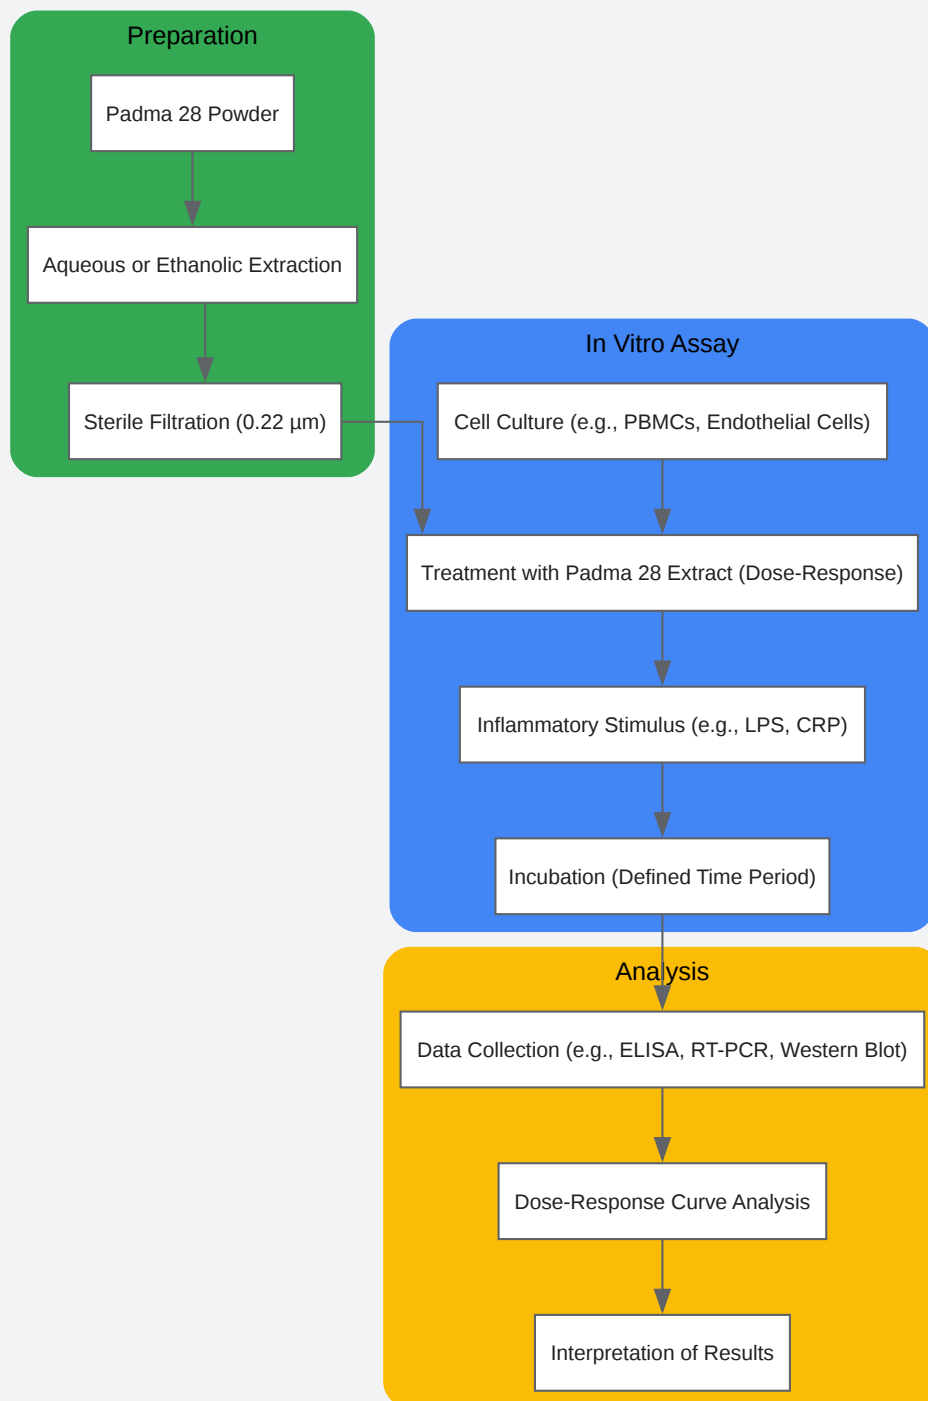 Preparation
Padma 28 Powder
Aqueous or Ethanolic Extraction
Sterile Filtration (0.22 µm)
In Vitro Assay
Cell Culture (e.g., PBMCs, Endothelial Cells)
Treatment with Padma 28 Extract (Dose-Response)
Inflammatory Stimulus (e.g., LPS, CRP)
Incubation (Defined Time Period)
Analysis
Data Collection (e.g., ELISA, RT-PCR, Western Blot)
Dose-Response Curve Analysis
Interpretation of Results